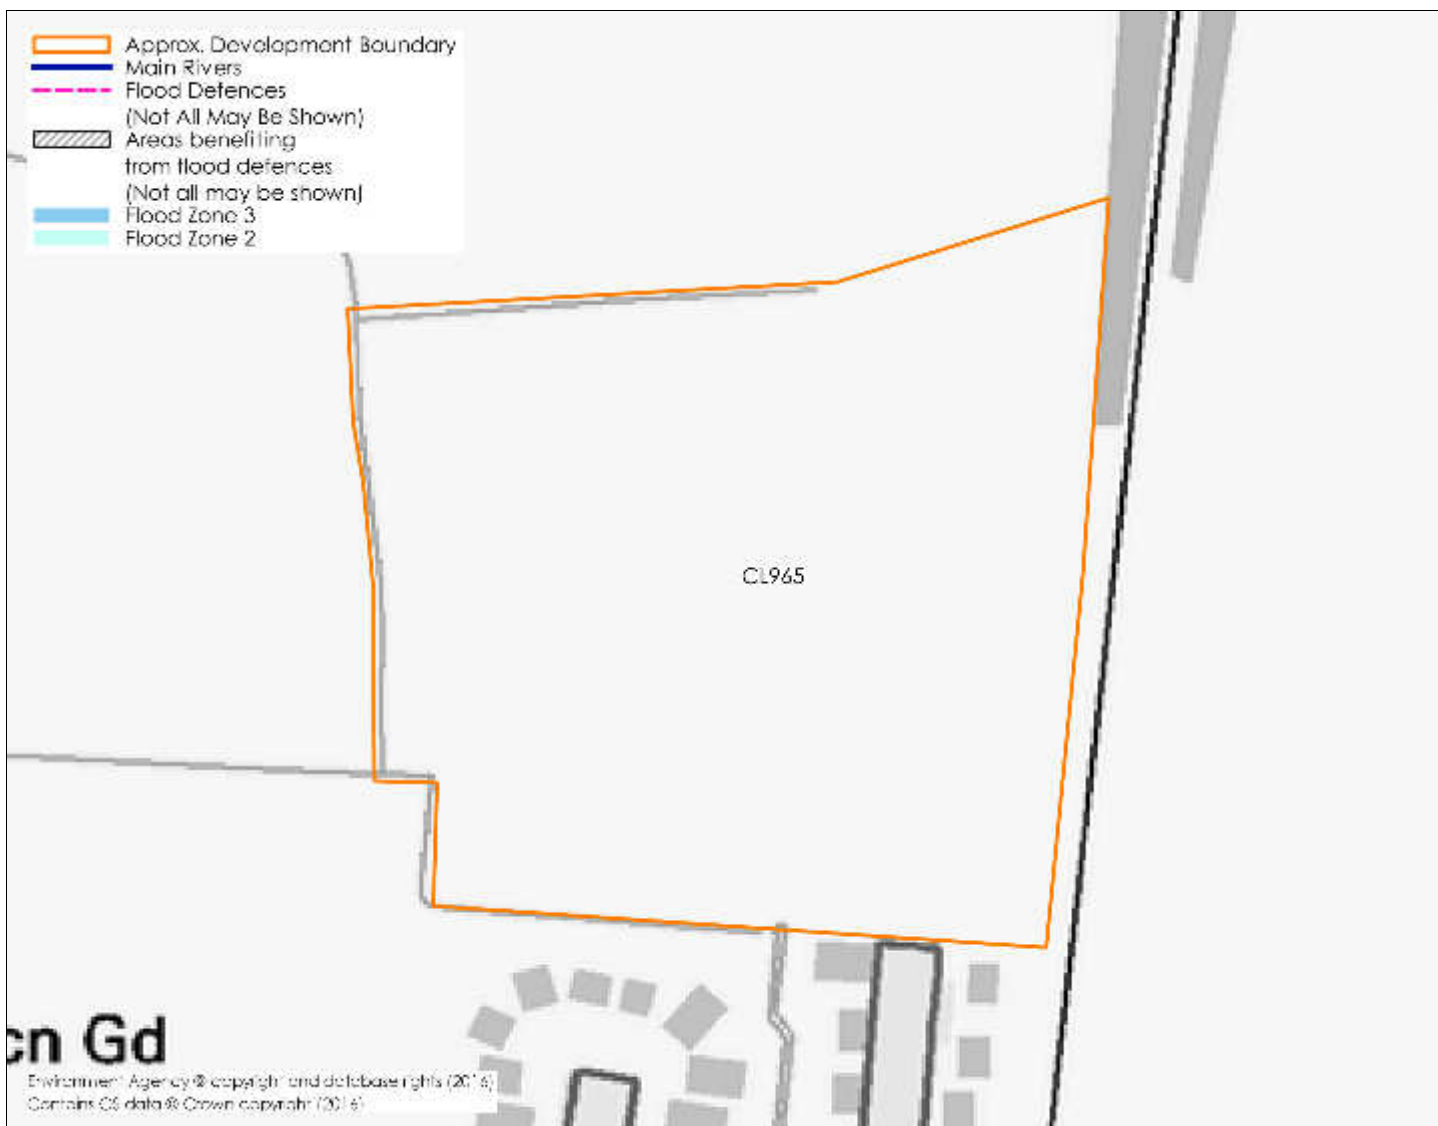 Approx. Development Boundary
Main Rivers
Flood Defences
(Not All May Be Shown)
Areas benefiting
from flood defences
(Not all may be shown)
Flood Zone 3
Flood Zone 2
CL965
Gd
Environment Agency © copyright and database rights (2016)
Contains OS data © Crown copyright (2016)